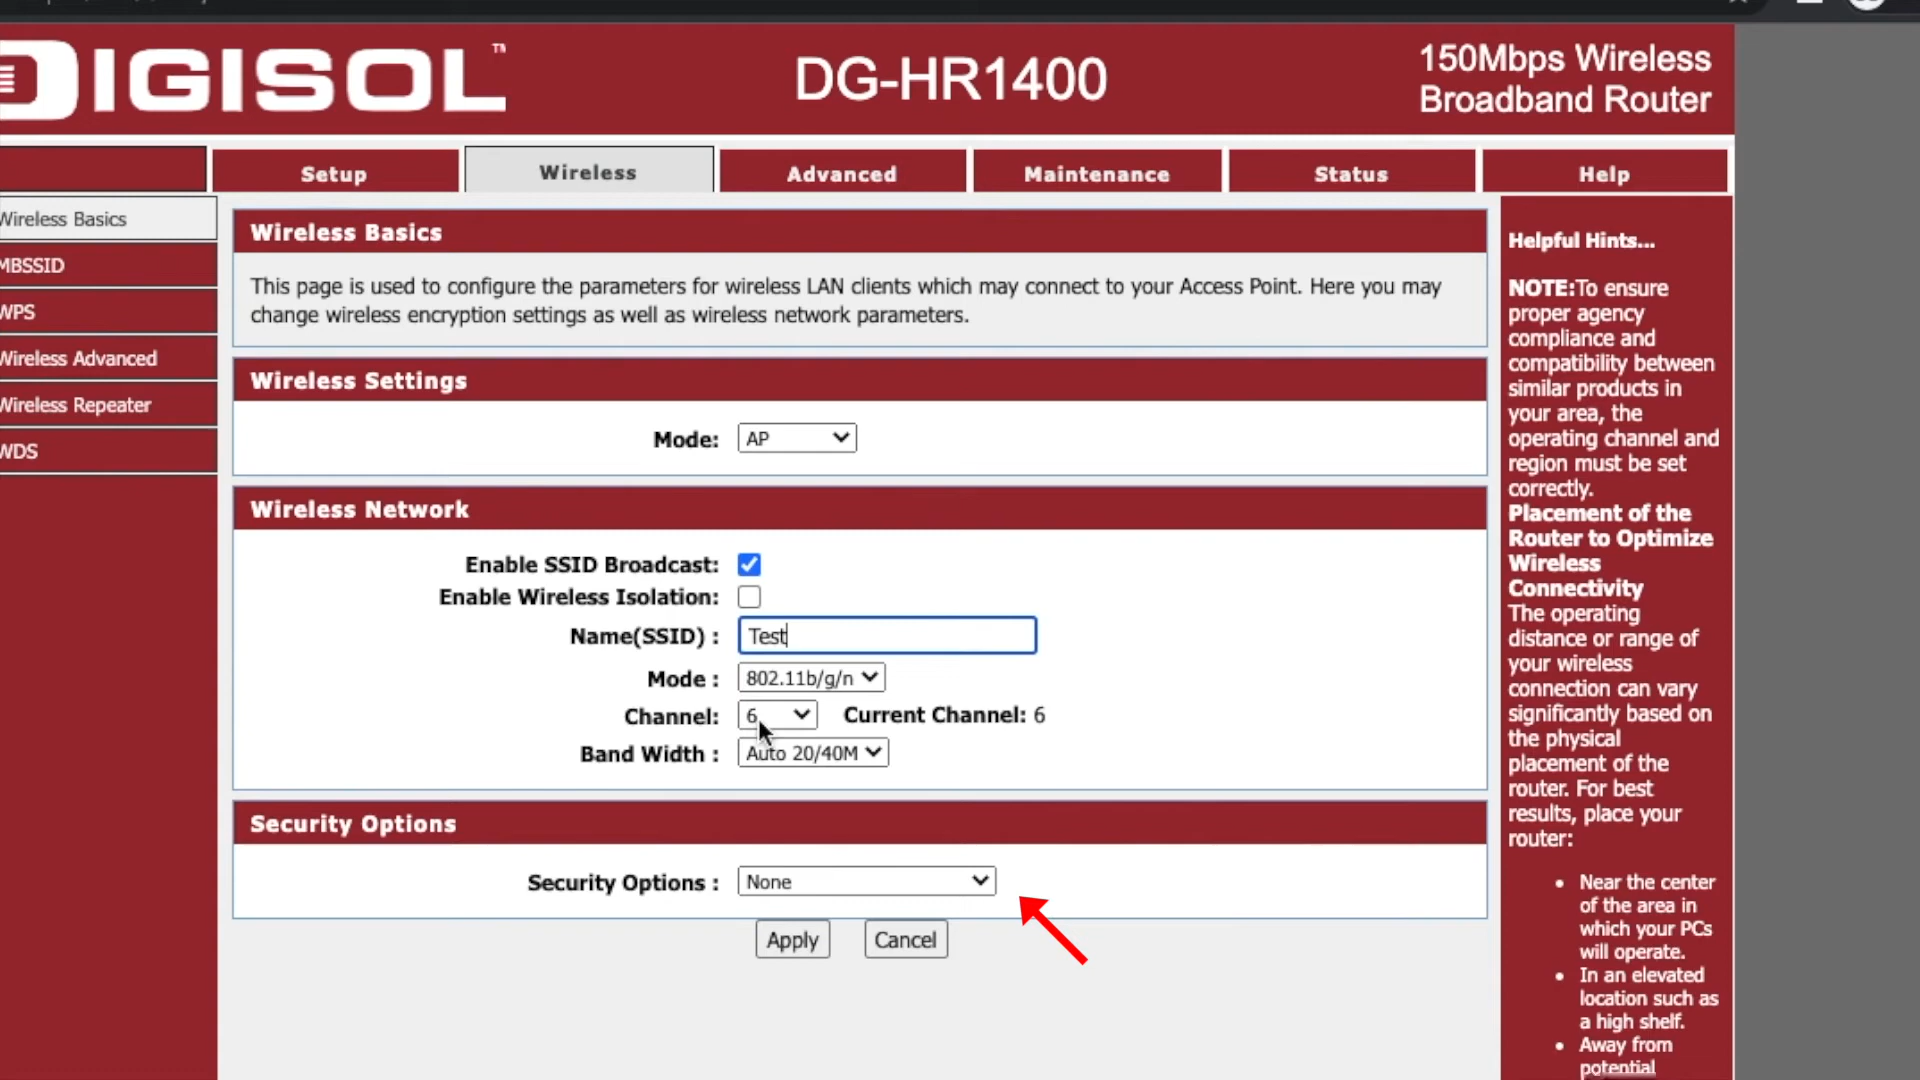 DIGISOL™
DG-HR1400
150Mbps Wireless
Broadband Router
Setup
Wireless
Advanced
Maintenance
Status
Help
Wireless Basics
MBSSID
WPS
Wireless Advanced
Wireless Repeater
WDS
Wireless Basics
This page is used to configure the parameters for wireless LAN clients which may connect to your Access Point. Here you may
change wireless encryption settings as well as wireless network parameters.
Wireless Settings
Mode: AP
Wireless Network
Enable SSID Broadcast:
Enable Wireless Isolation:
Name(SSID) : Test
Mode : 802.11b/g/n
Channel: 6 Current Channel: 6
Band Width : Auto 20/40M
Security Options
Security Options : None
Apply Cancel
Helpful Hints...
NOTE:To ensure
proper agency
compliance and
compatibility between
similar products in
your area, the
operating channel and
region must be set
correctly.
Placement of the
Router to Optimize
Wireless
Connectivity
The operating
distance or range of
your wireless
connection can vary
significantly based on
the physical
placement of the
router. For best
results, place your
router:
• Near the center
of the area in
which your PCs
will operate.
• In an elevated
location such as
a high shelf.
• Away from
potential